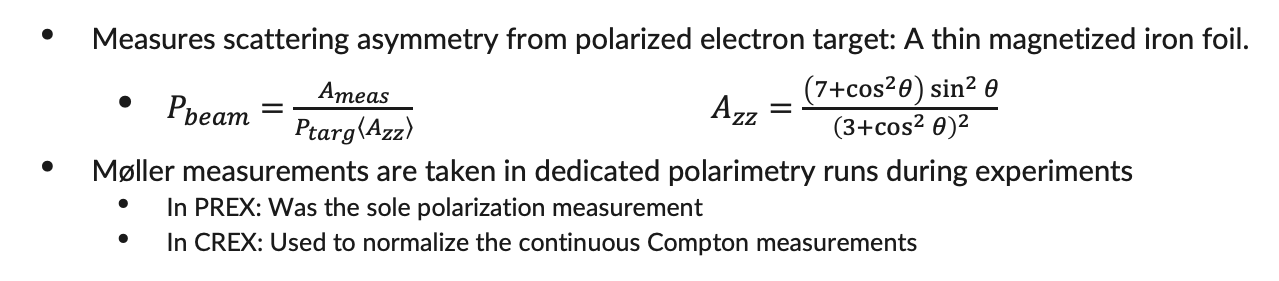 • Measures scattering asymmetry from polarized electron target: A thin magnetized iron foil.
• P_beam = A_meas / (P_targ⟨A_zz⟩)    A_zz = (7+cos²θ) sin² θ / (3+cos² θ)²
• Møller measurements are taken in dedicated polarimetry runs during experiments
• In PREX: Was the sole polarization measurement
• In CREX: Used to normalize the continuous Compton measurements